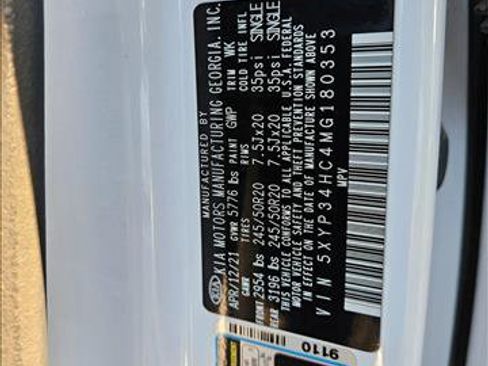 MANUFACTURED BY
KIA KIA MOTORS MANUFACTURING GEORGIA, INC.
APR/12/21 GVWR 5776 lbs PAINT GWP TRIM WK
GAWR TIRES RIMS COLD TIRE INFL
FRONT 2954 lbs 245/50R20 7.5Jx20 35psi SINGLE
REAR 3196 lbs 245/50R20 7.5Jx20 35psi SINGLE
THIS VEHICLE CONFORMS TO ALL APPLICABLE U.S.A. FEDERAL
MOTOR VEHICLE SAFETY AND THEFT PREVENTION STANDARDS
IN EFFECT ON THE DATE OF MANUFACTURE SHOWN ABOVE
VIN 5XYP34HC4MG180353
MPV
9110